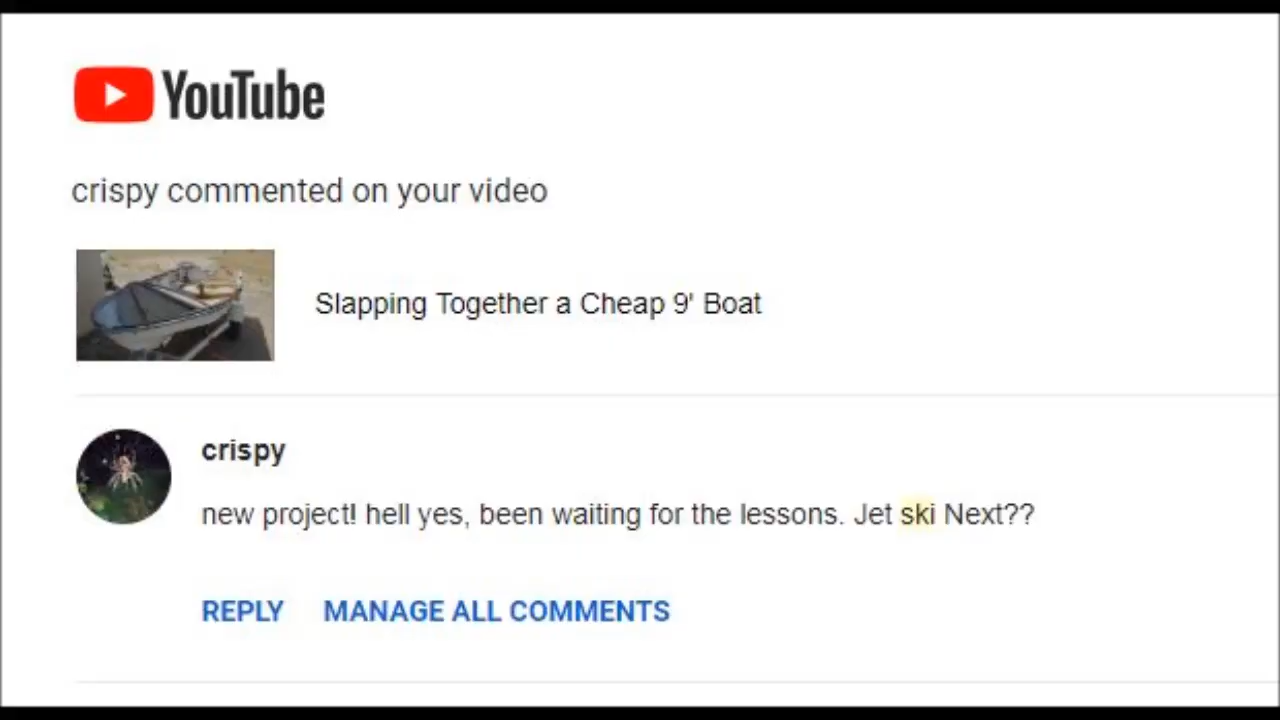 YouTube
crispy commented on your video
Slapping Together a Cheap 9' Boat
crispy
new project! hell yes, been waiting for the lessons. Jet ski Next??
REPLY MANAGE ALL COMMENTS